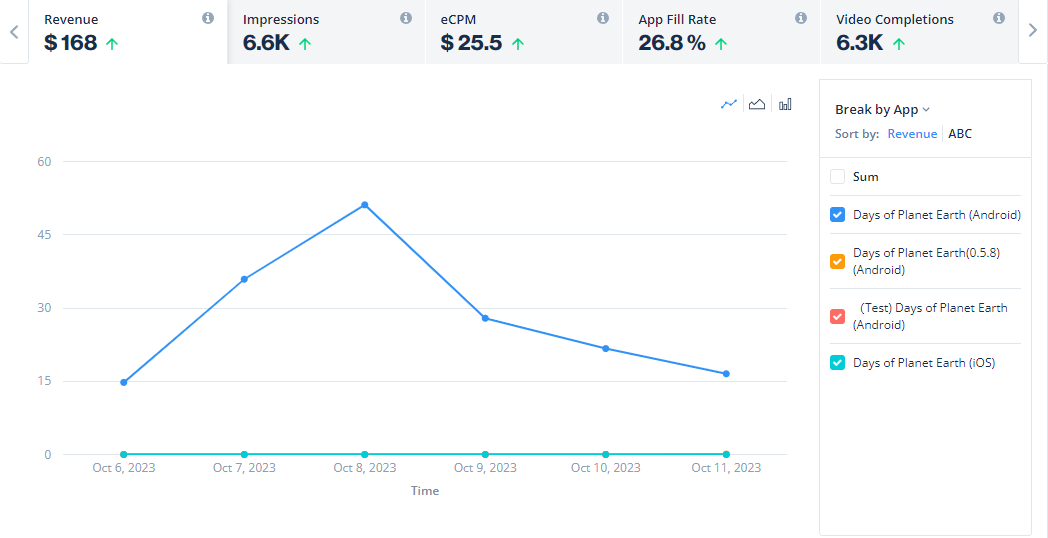 Revenue
$ 168
Impressions
6.6K
eCPM
$ 25.5
App Fill Rate
26.8 %
Video Completions
6.3K
Break by App
Sort by: Revenue ABC
Sum
Days of Planet Earth (Android)
Days of Planet Earth(0.5.8)
(Android)
(Test) Days of Planet Earth
(Android)
Days of Planet Earth (iOS)
60
45
30
15
0
Oct 6, 2023 Oct 7, 2023 Oct 8, 2023 Oct 9, 2023 Oct 10, 2023 Oct 11, 2023
Time